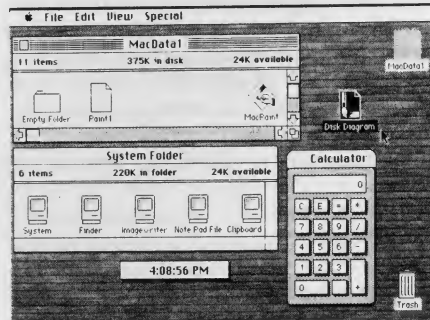 File Edit View Special
MacData1
11 items 375K in disk 24K available
MacData1
Empty Folder Paint1 MacPaint
Disk Diagram
System Folder
6 items 220K in folder 24K available
System Finder Imagewriter Note Pad File Clipboard
Calculator
0
C E = *
7 8 9 /
4 5 6 -
1 2 3 +
0 .
4:08:56 PM
Trash